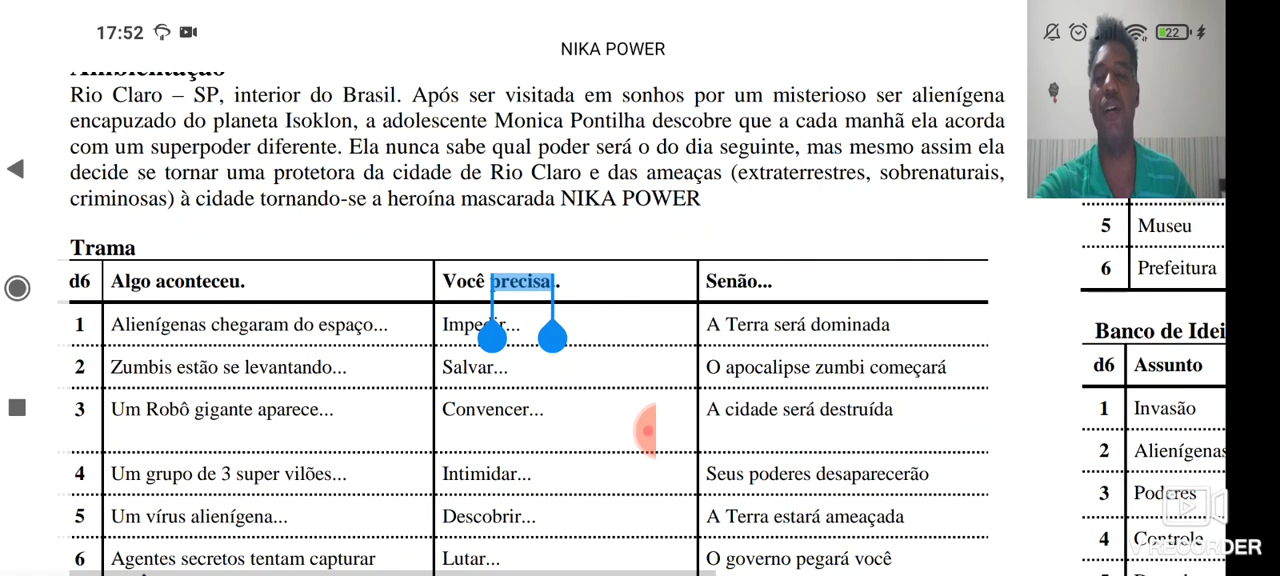 17:52
22
NIKA POWER
Ambientação
Rio Claro – SP, interior do Brasil. Após ser visitada em sonhos por um misterioso ser alienígena
encapuzado do planeta Isoklon, a adolescente Monica Pontilha descobre que a cada manhã ela acorda
com um superpoder diferente. Ela nunca sabe qual poder será o do dia seguinte, mas mesmo assim ela
decide se tornar uma protetora da cidade de Rio Claro e das ameaças (extraterrestres, sobrenaturais,
criminosas) à cidade tornando-se a heroína mascarada NIKA POWER
Trama
d6 Algo aconteceu. Você precisa. Senão...
1 Alienígenas chegaram do espaço... Impedir... A Terra será dominada
2 Zumbis estão se levantando... Salvar... O apocalipse zumbi começará
3 Um Robô gigante aparece... Convencer... A cidade será destruída
4 Um grupo de 3 super vilões... Intimidar... Seus poderes desaparecerão
5 Um vírus alienígena... Descobrir... A Terra estará ameaçada
6 Agentes secretos tentam capturar Lutar... O governo pegará você
5 Museu
6 Prefeitura
Banco de Idei
d6 Assunto
1 Invasão
2 Alienígenas
3 Poderes
4 Controle
V RECORDER